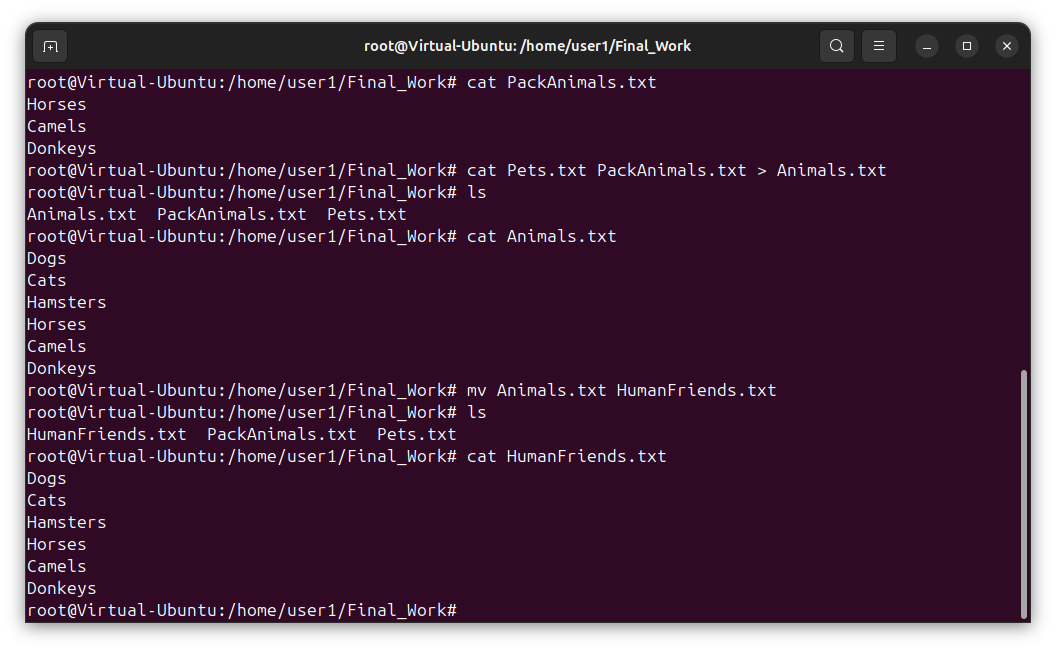 root@Virtual-Ubuntu: /home/user1/Final_Work
root@Virtual-Ubuntu:/home/user1/Final_Work# cat PackAnimals.txt
Horses
Camels
Donkeys
root@Virtual-Ubuntu:/home/user1/Final_Work# cat Pets.txt PackAnimals.txt > Animals.txt
root@Virtual-Ubuntu:/home/user1/Final_Work# ls
Animals.txt  PackAnimals.txt  Pets.txt
root@Virtual-Ubuntu:/home/user1/Final_Work# cat Animals.txt
Dogs
Cats
Hamsters
Horses
Camels
Donkeys
root@Virtual-Ubuntu:/home/user1/Final_Work# mv Animals.txt HumanFriends.txt
root@Virtual-Ubuntu:/home/user1/Final_Work# ls
HumanFriends.txt  PackAnimals.txt  Pets.txt
root@Virtual-Ubuntu:/home/user1/Final_Work# cat HumanFriends.txt
Dogs
Cats
Hamsters
Horses
Camels
Donkeys
root@Virtual-Ubuntu:/home/user1/Final_Work#